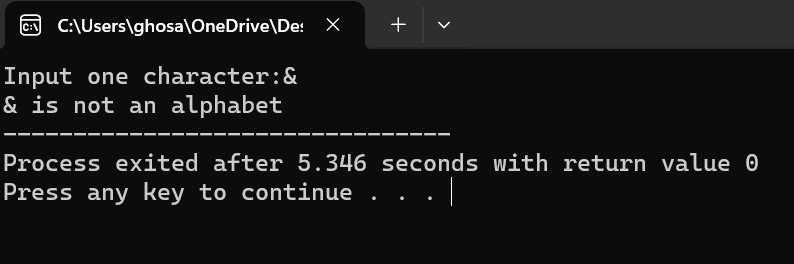 C:\Users\ghosa\OneDrive\Des
Input one character:&
& is not an alphabet
--------------------------------
Process exited after 5.346 seconds with return value 0
Press any key to continue . . .